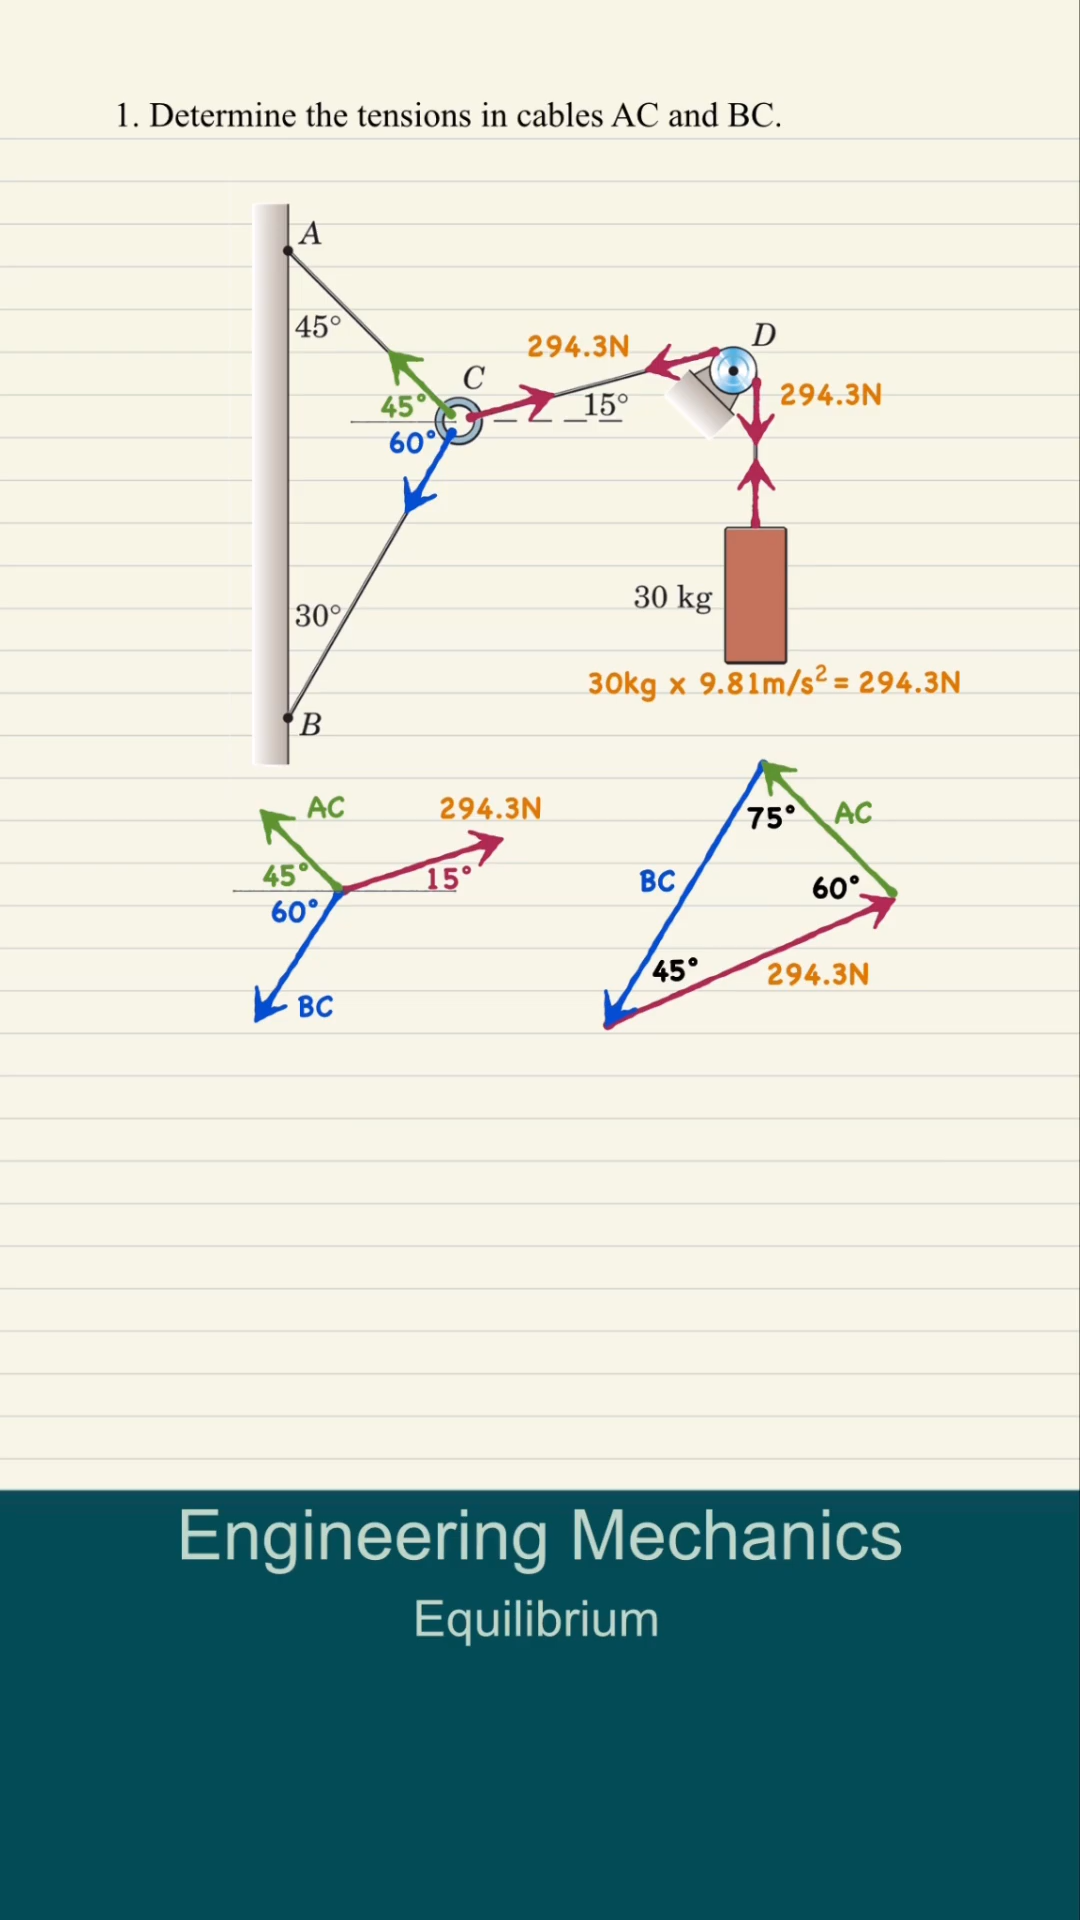 1. Determine the tensions in cables AC and BC.
A
45°
D
294.3N
C
294.3N
45°
15°
60°
30 kg
30°
30kg x 9.81m/s² = 294.3N
B
AC
294.3N
AC
75°
45°
15°
BC
60°
60°
45°
294.3N
BC
Engineering Mechanics
Equilibrium